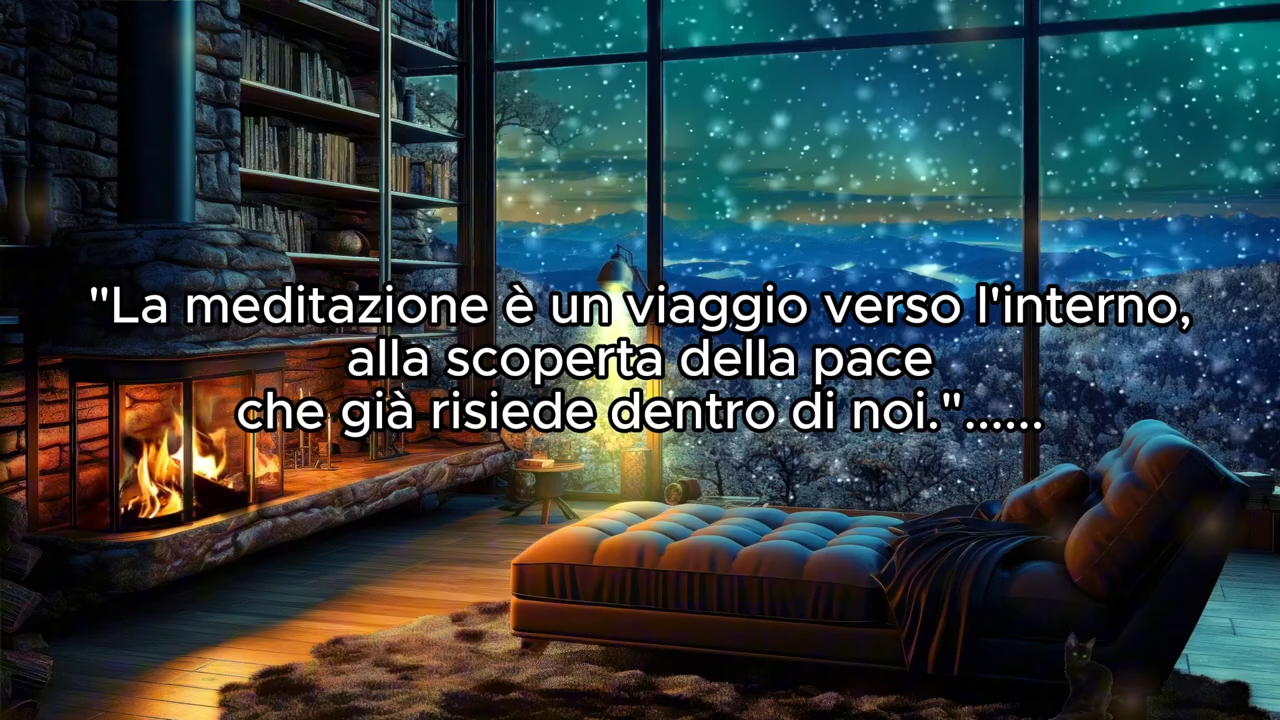 "La meditazione è un viaggio verso l'interno,
alla scoperta della pace
che già risiede dentro di noi."......